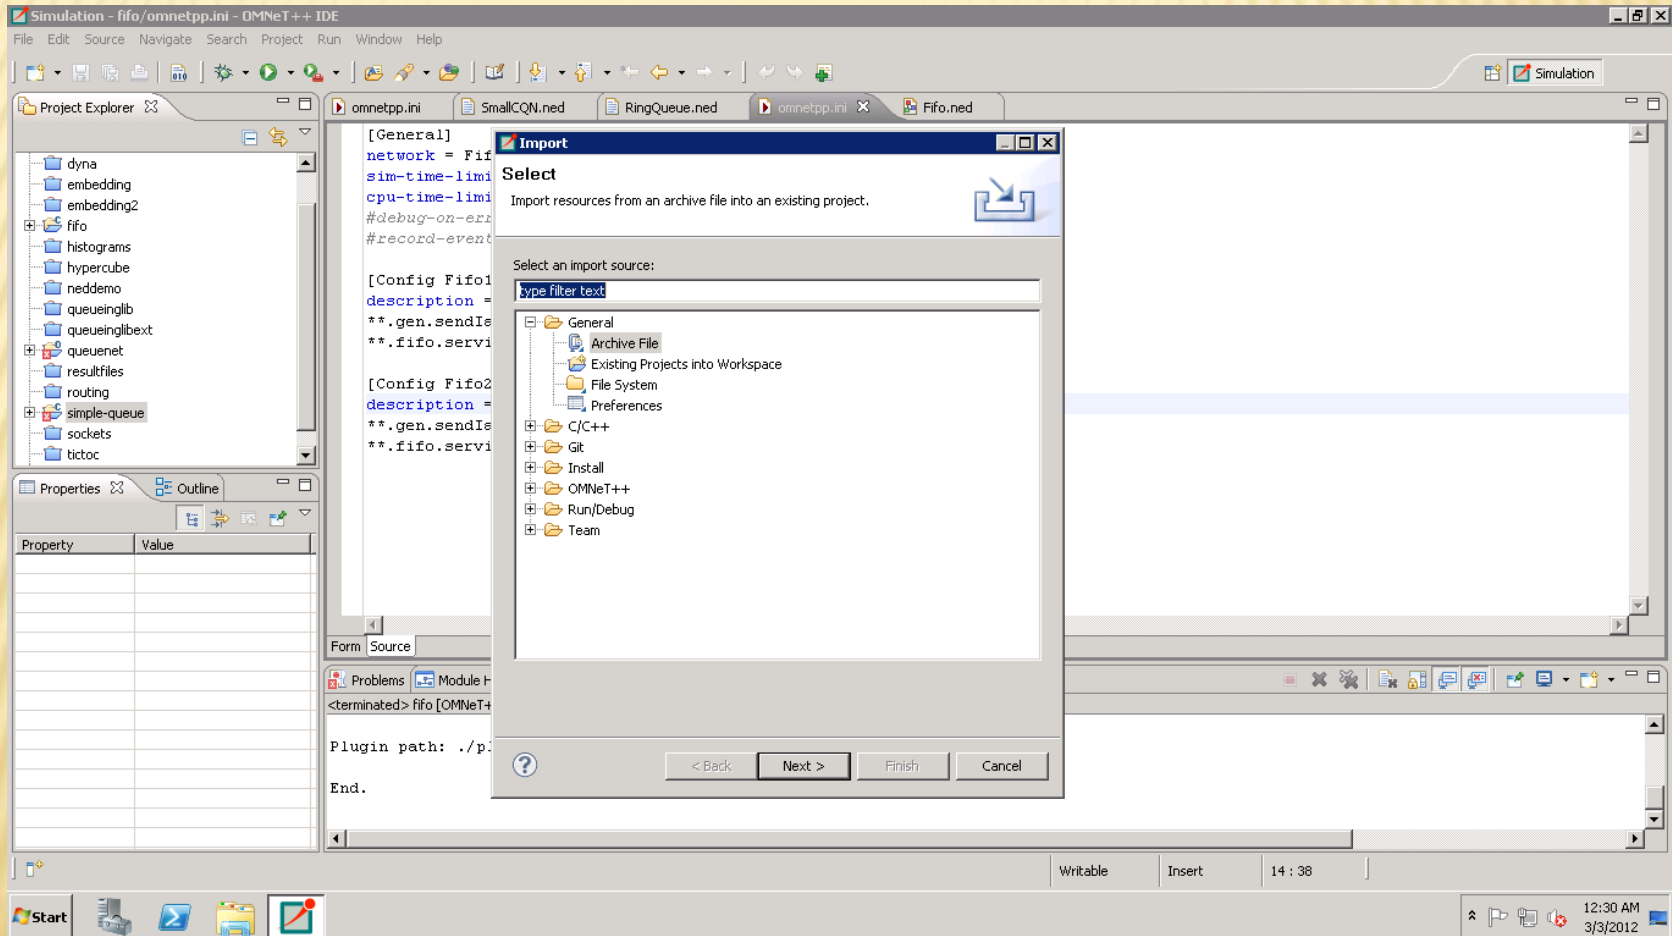 Simulation - fifo/omnetpp.ini - OMNeT++ IDE
File Edit Source Navigate Search Project Run Window Help
Simulation
Project Explorer
omnetpp.ini SmallCQN.ned RingQueue.ned omnetpp.ini Fifo.ned
dyna
embedding
embedding2
fifo
histograms
hypercube
neddemo
queueinglib
queueinglibext
queuenet
resultfiles
routing
simple-queue
sockets
tictoc
Properties Outline
Property Value
[General]
network = Fif
sim-time-limi
cpu-time-limi
#debug-on-err
#record-event
[Config Fifo1
description =
**.gen.sendIa
**.fifo.servi
[Config Fifo2
description =
**.gen.sendIa
**.fifo.servi
Form Source
Import
Select
Import resources from an archive file into an existing project.
Select an import source:
type filter text
General
Archive File
Existing Projects into Workspace
File System
Preferences
C/C++
Git
Install
OMNeT++
Run/Debug
Team
< Back Next > Finish Cancel
Problems Module H
<terminated> fifo [OMNeT+
Plugin path: ./pl
End.
Writable Insert 14 : 38
Start
12:30 AM
3/3/2012